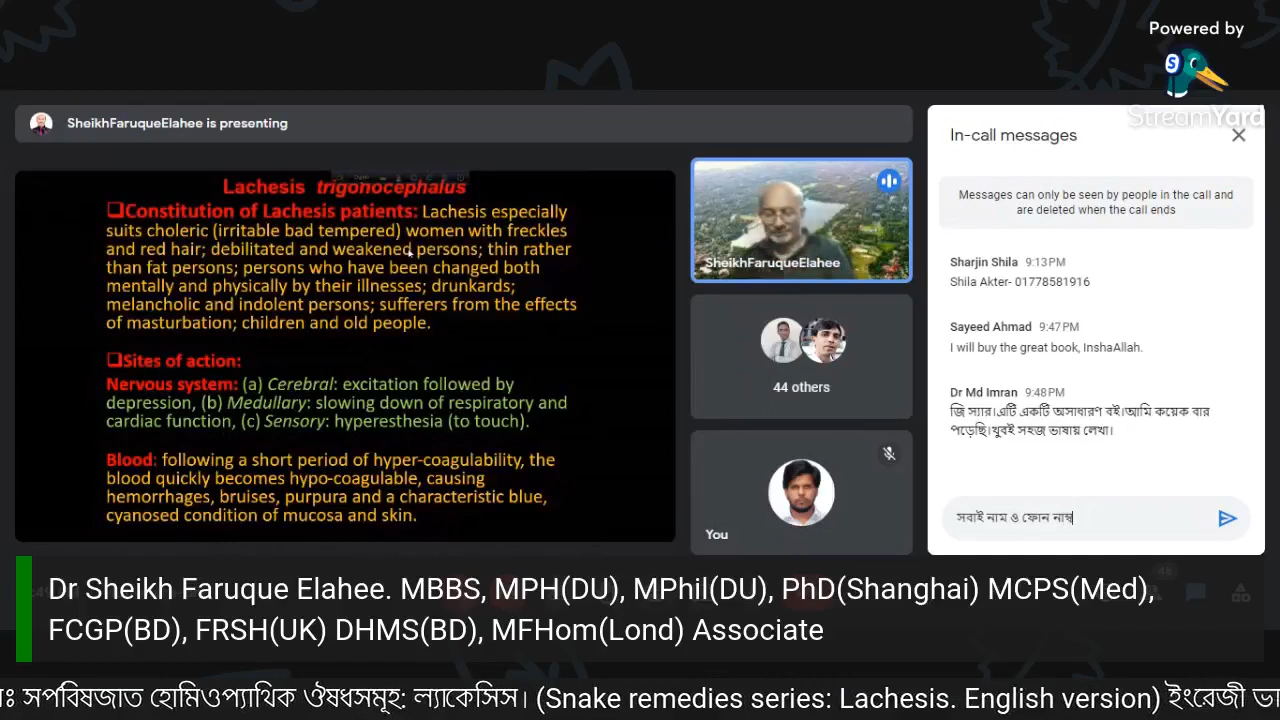 Powered by
StreamYard
SheikhFaruqueElahee is presenting
Lachesis trigonocephalus
❑Constitution of Lachesis patients: Lachesis especially
suits choleric (irritable bad tempered) women with freckles
and red hair; debilitated and weakened persons; thin rather
than fat persons; persons who have been changed both
mentally and physically by their illnesses; drunkards;
melancholic and indolent persons; sufferers from the effects
of masturbation; children and old people.
❑Sites of action:
Nervous system: (a) Cerebral: excitation followed by
depression, (b) Medullary: slowing down of respiratory and
cardiac function, (c) Sensory: hyperesthesia (to touch).
Blood: following a short period of hyper-coagulability, the
blood quickly becomes hypo-coagulable, causing
hemorrhages, bruises, purpura and a characteristic blue,
cyanosed condition of mucosa and skin.
SheikhFaruqueElahee
44 others
You
In-call messages
Messages can only be seen by people in the call and
are deleted when the call ends
Sharjin Shila 9:13 PM
Shila Akter- 01778581916
Sayeed Ahmad 9:47 PM
I will buy the great book, InshaAllah.
Dr Md Imran 9:48 PM
জি স্যার।এটি একটি অসাধারণ বই।আমি কয়েক বার
পড়েছি।খুবই সহজ ভাষায় লেখা।
সবাই নাম ও ফোন নাম্ব
Dr Sheikh Faruque Elahee. MBBS, MPH(DU), MPhil(DU), PhD(Shanghai) MCPS(Med),
FCGP(BD), FRSH(UK) DHMS(BD), MFHom(Lond) Associate
সর্পবিষজাত হোমিওপ্যাথিক ঔষধসমূহ: ল্যাকেসিস। (Snake remedies series: Lachesis. English version) ইংরেজী